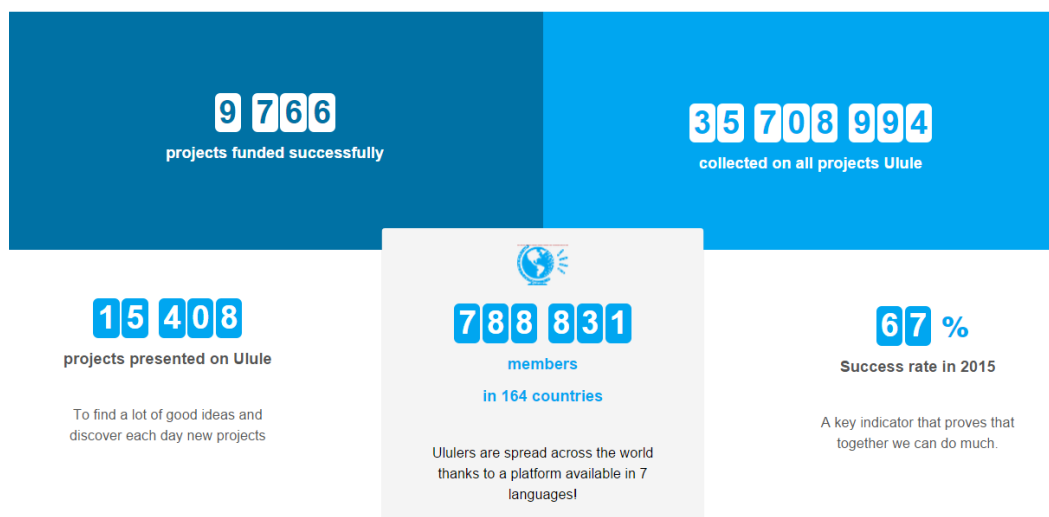 9 766
projects funded successfully
35 708 994
collected on all projects Ulule
15 408
projects presented on Ulule
To find a lot of good ideas and
discover each day new projects
788 831
members
in 164 countries
Ululers are spread across the world
thanks to a platform available in 7
languages!
67 %
Success rate in 2015
A key indicator that proves that
together we can do much.